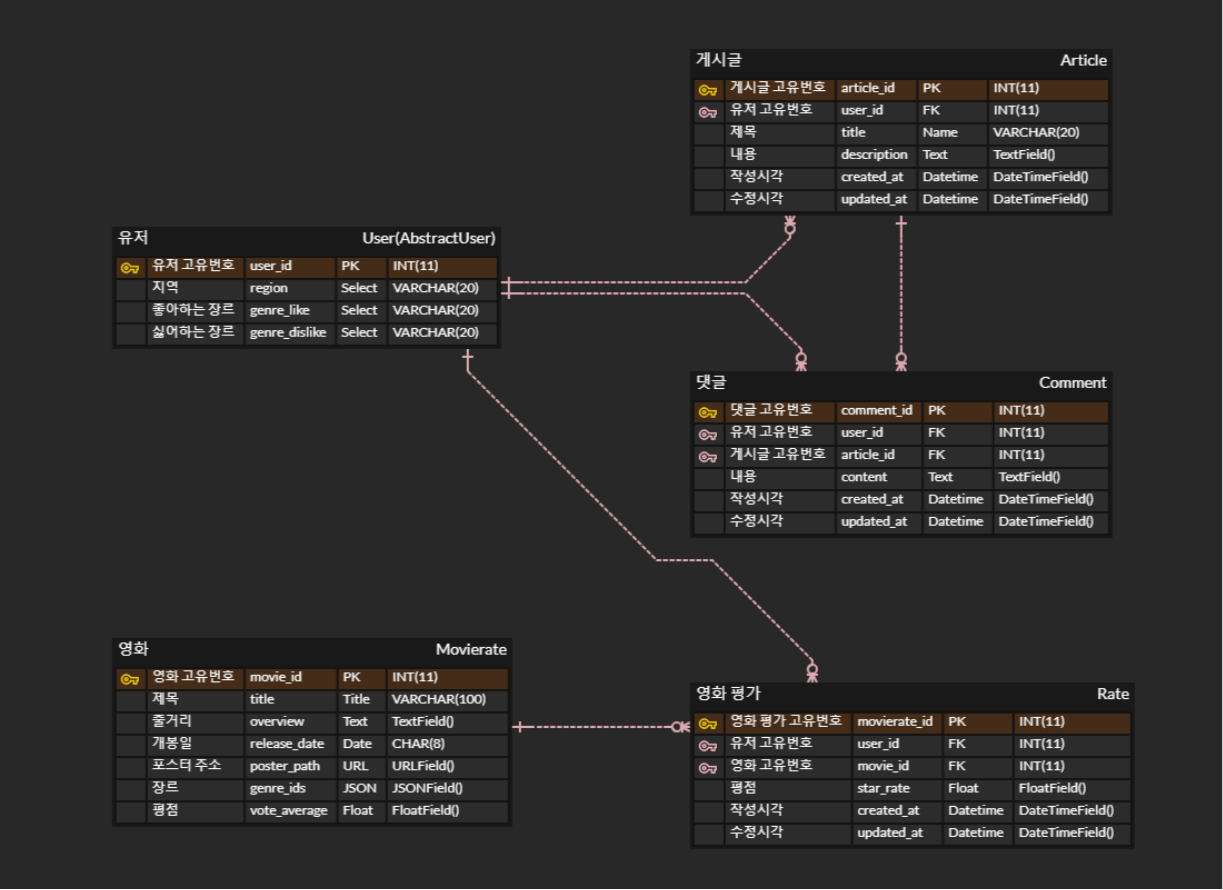 게시글 Article
게시글 고유번호 article_id PK INT(11)
유저 고유번호 user_id FK INT(11)
제목 title Name VARCHAR(20)
내용 description Text TextField()
작성시각 created_at Datetime DateTimeField()
수정시각 updated_at Datetime DateTimeField()
유저 User(AbstractUser)
유저 고유번호 user_id PK INT(11)
지역 region Select VARCHAR(20)
좋아하는 장르 genre_like Select VARCHAR(20)
싫어하는 장르 genre_dislike Select VARCHAR(20)
댓글 Comment
댓글 고유번호 comment_id PK INT(11)
유저 고유번호 user_id FK INT(11)
게시글 고유번호 article_id FK INT(11)
내용 content Text TextField()
작성시각 created_at Datetime DateTimeField()
수정시각 updated_at Datetime DateTimeField()
영화 Movierate
영화 고유번호 movie_id PK INT(11)
제목 title Title VARCHAR(100)
줄거리 overview Text TextField()
개봉일 release_date Date CHAR(8)
포스터 주소 poster_path URL URLField()
장르 genre_ids JSON JSONField()
평점 vote_average Float FloatField()
영화 평가 Rate
영화 평가 고유번호 movierate_id PK INT(11)
유저 고유번호 user_id FK INT(11)
영화 고유번호 movie_id FK INT(11)
평점 star_rate Float FloatField()
작성시각 created_at Datetime DateTimeField()
수정시각 updated_at Datetime DateTimeField()